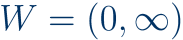 W = (0, ∞)